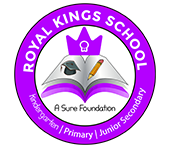 ROYAL KINGS SCHOOL
A Sure Foundation
Kindergarten | Primary | Junior Secondary